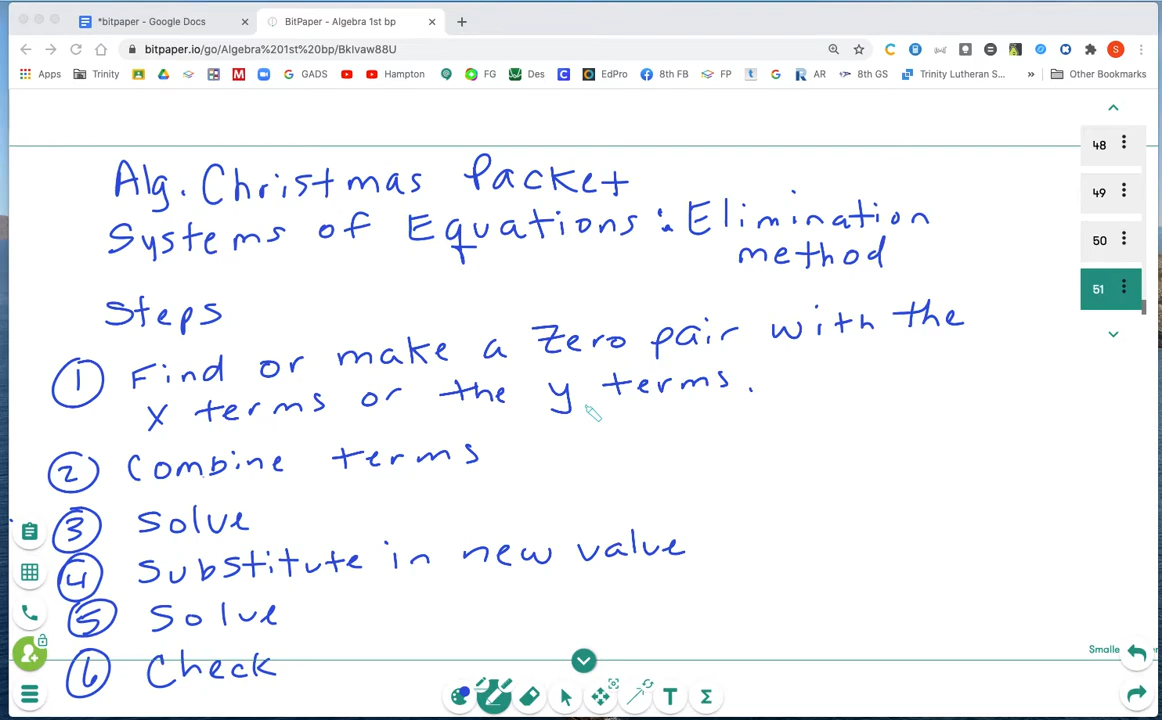 *bitpaper - Google Docs
BitPaper - Algebra 1st bp
bitpaper.io/go/Algebra%201st%20bp/BkIvaw88U
Apps Trinity M GADS Hampton FG Des C EdPro 8th FB FP t AR 8th GS Trinity Lutheran S... » Other Bookmarks
Alg. Christmas Packet
Systems of Equations: Elimination
method
Steps
1 Find or make a zero pair with the
x terms or the y terms.
2 Combine terms
3 Solve
4 Substitute in new value
5 Solve
6 Check
48
49
50
51
Smalle
T Σ